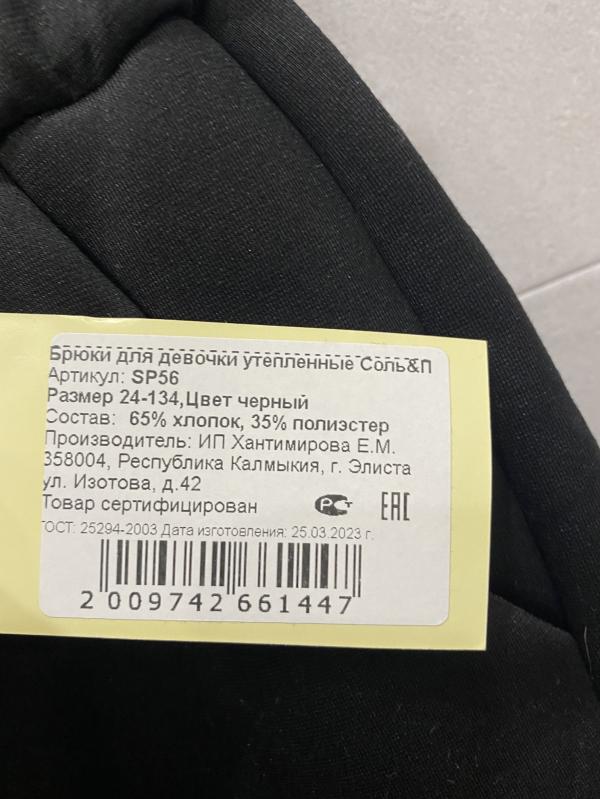 Брюки для девочки утепленные Соль&П
Артикул: SP56
Размер 24-134,Цвет черный
Состав: 65% хлопок, 35% полиэстер
Производитель: ИП Хантимирова Е.М.
358004, Республика Калмыкия, г. Элиста
ул. Изотова, д.42
Товар сертифицирован РСТ ЕАС
ГОСТ: 25294-2003 Дата изготовления: 25.03.2023 г.
2 009742 661447